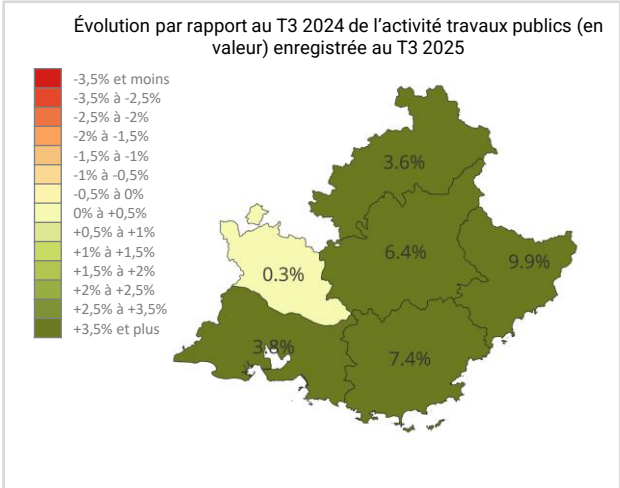 Évolution par rapport au T3 2024 de l’activité travaux publics (en
valeur) enregistrée au T3 2025
-3,5% et moins
-3,5% à -2,5%
-2,5% à -2%
-2% à -1,5%
-1,5% à -1%
-1% à -0,5%
-0,5% à 0%
0% à +0,5%
+0,5% à +1%
+1% à +1,5%
+1,5% à +2%
+2% à +2,5%
+2,5% à +3,5%
+3,5% et plus
3.6%
6.4%
9.9%
0.3%
3.8%
7.4%